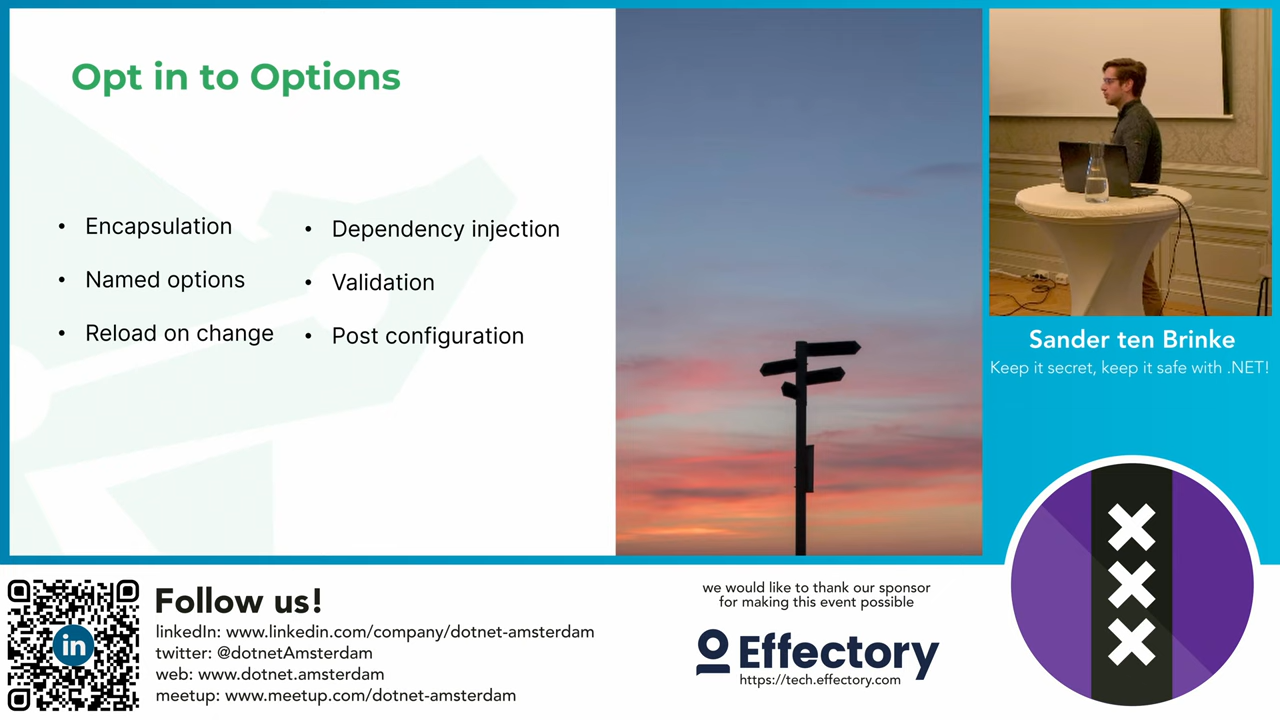 Opt in to Options
• Encapsulation
• Named options
• Reload on change
• Dependency injection
• Validation
• Post configuration
Sander ten Brinke
Keep it secret, keep it safe with .NET!
Follow us!
linkedIn: www.linkedin.com/company/dotnet-amsterdam
twitter: @dotnetAmsterdam
web: www.dotnet.amsterdam
meetup: www.meetup.com/dotnet-amsterdam
in
we would like to thank our sponsor
for making this event possible
Effectory
https://tech.effectory.com